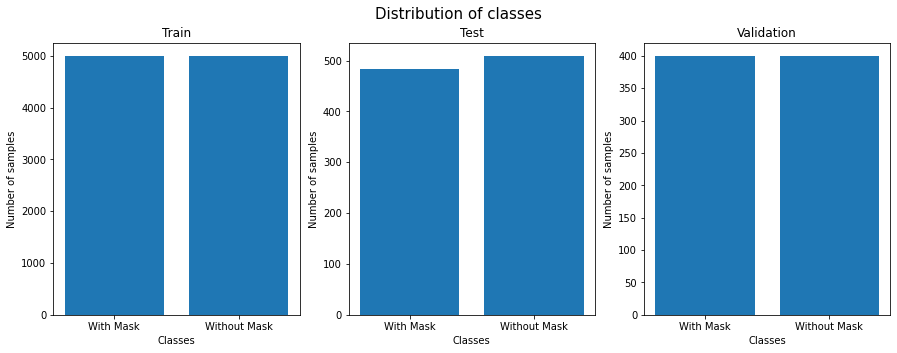 Distribution of classes
Train
Number of samples
5000
4000
3000
2000
1000
0
With Mask
Without Mask
Classes
Test
Number of samples
500
400
300
200
100
0
With Mask
Without Mask
Classes
Validation
Number of samples
400
350
300
250
200
150
100
50
0
With Mask
Without Mask
Classes